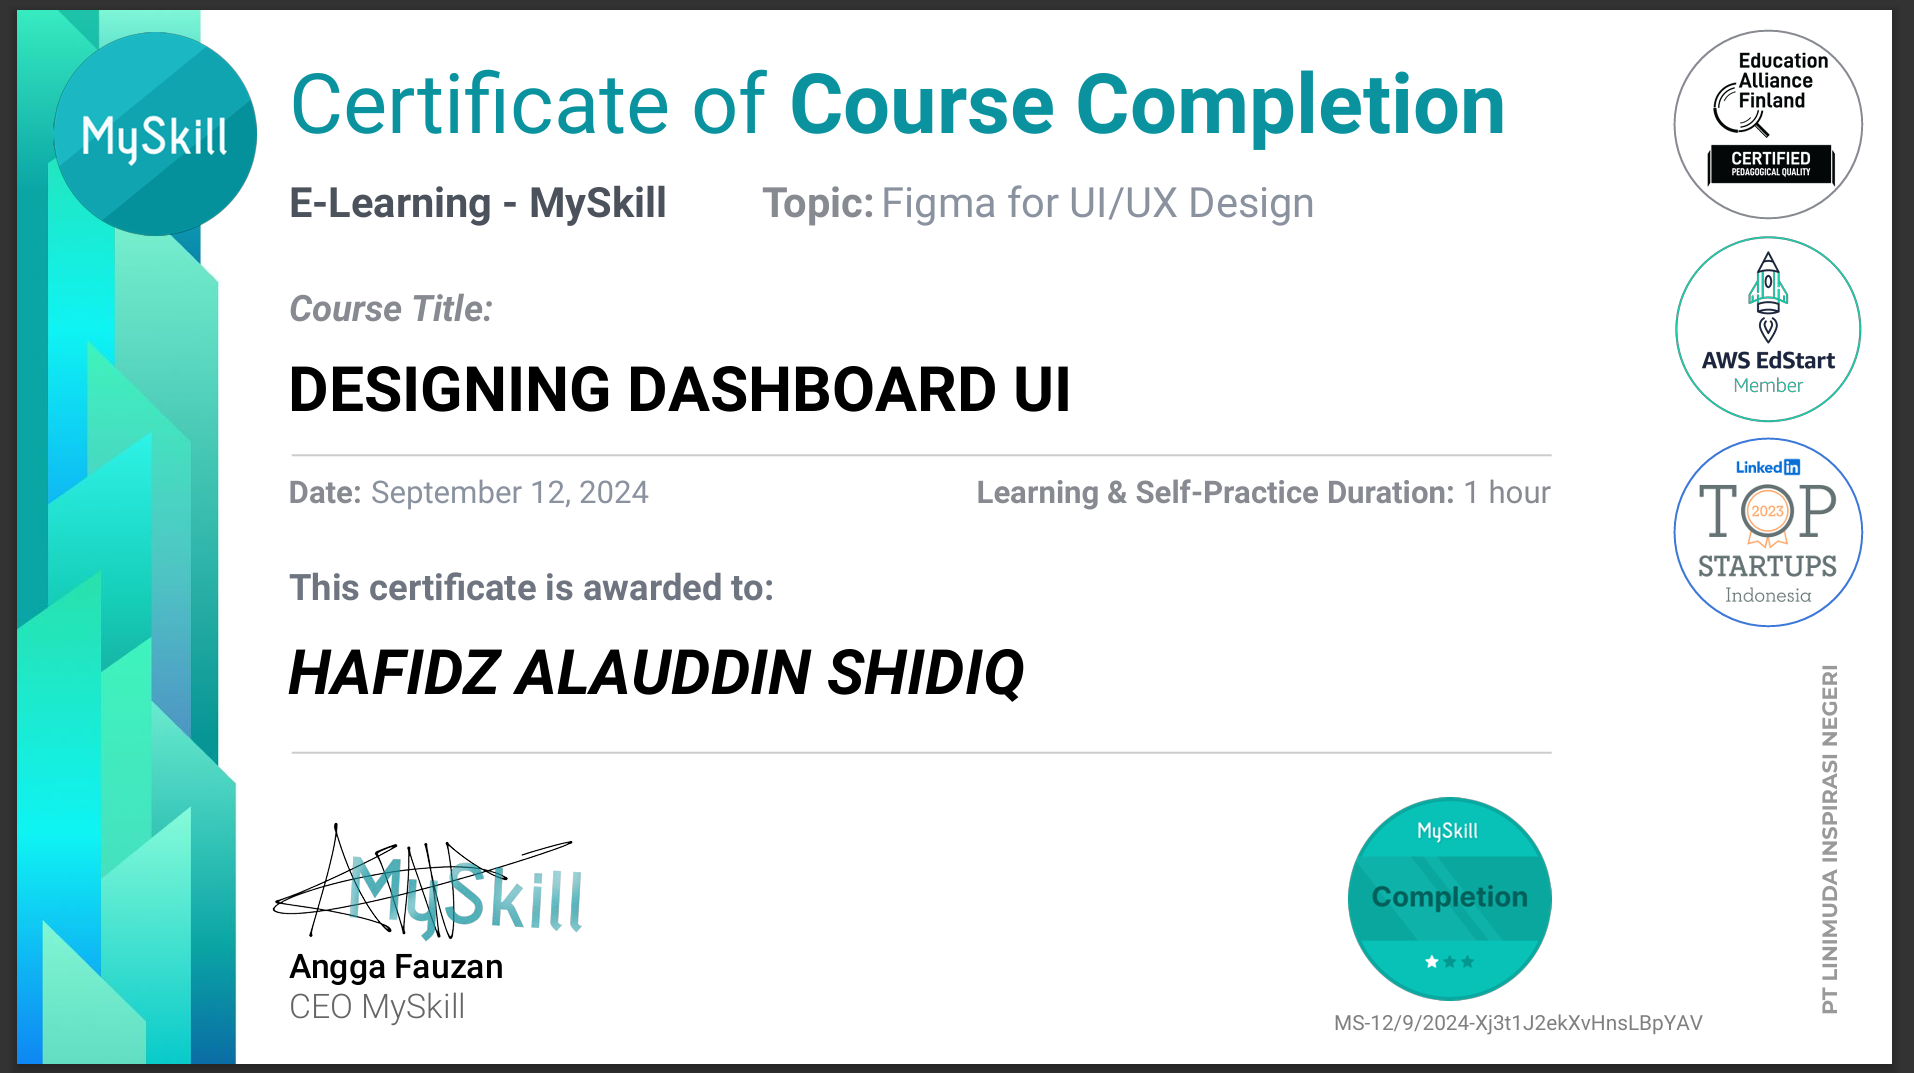 MySkill
Certificate of Course Completion
E-Learning - MySkill
Topic: Figma for UI/UX Design
Course Title:
DESIGNING DASHBOARD UI
Date: September 12, 2024
Learning & Self-Practice Duration: 1 hour
This certificate is awarded to:
HAFIDZ ALAUDDIN SHIDIQ
MySkill
Angga Fauzan
CEO MySkill
MySkill
Completion
MS-12/9/2024-Xj3t1J2ekXvHnsLBpYAV
Education
Alliance
Finland
CERTIFIED
PEDAGOGICAL QUALITY
AWS EdStart
Member
Linked in
TOP
2023
STARTUPS
Indonesia
PT LINIMUDA INSPIRASI NEGERI